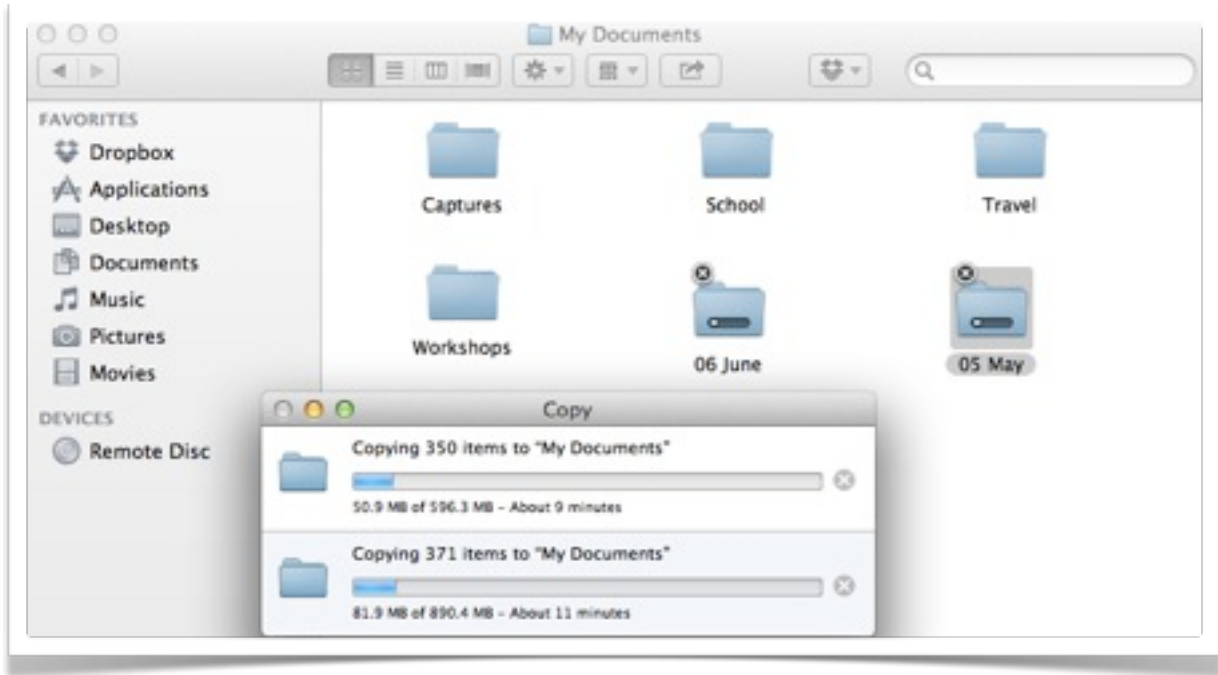 My Documents
FAVORITES
Dropbox
Applications
Desktop
Documents
Music
Pictures
Movies
DEVICES
Remote Disc
Captures
School
Travel
Workshops
06 June
05 May
Copy
Copying 350 items to "My Documents"
50.9 MB of 596.3 MB - About 9 minutes
Copying 371 items to "My Documents"
81.9 MB of 890.4 MB - About 11 minutes